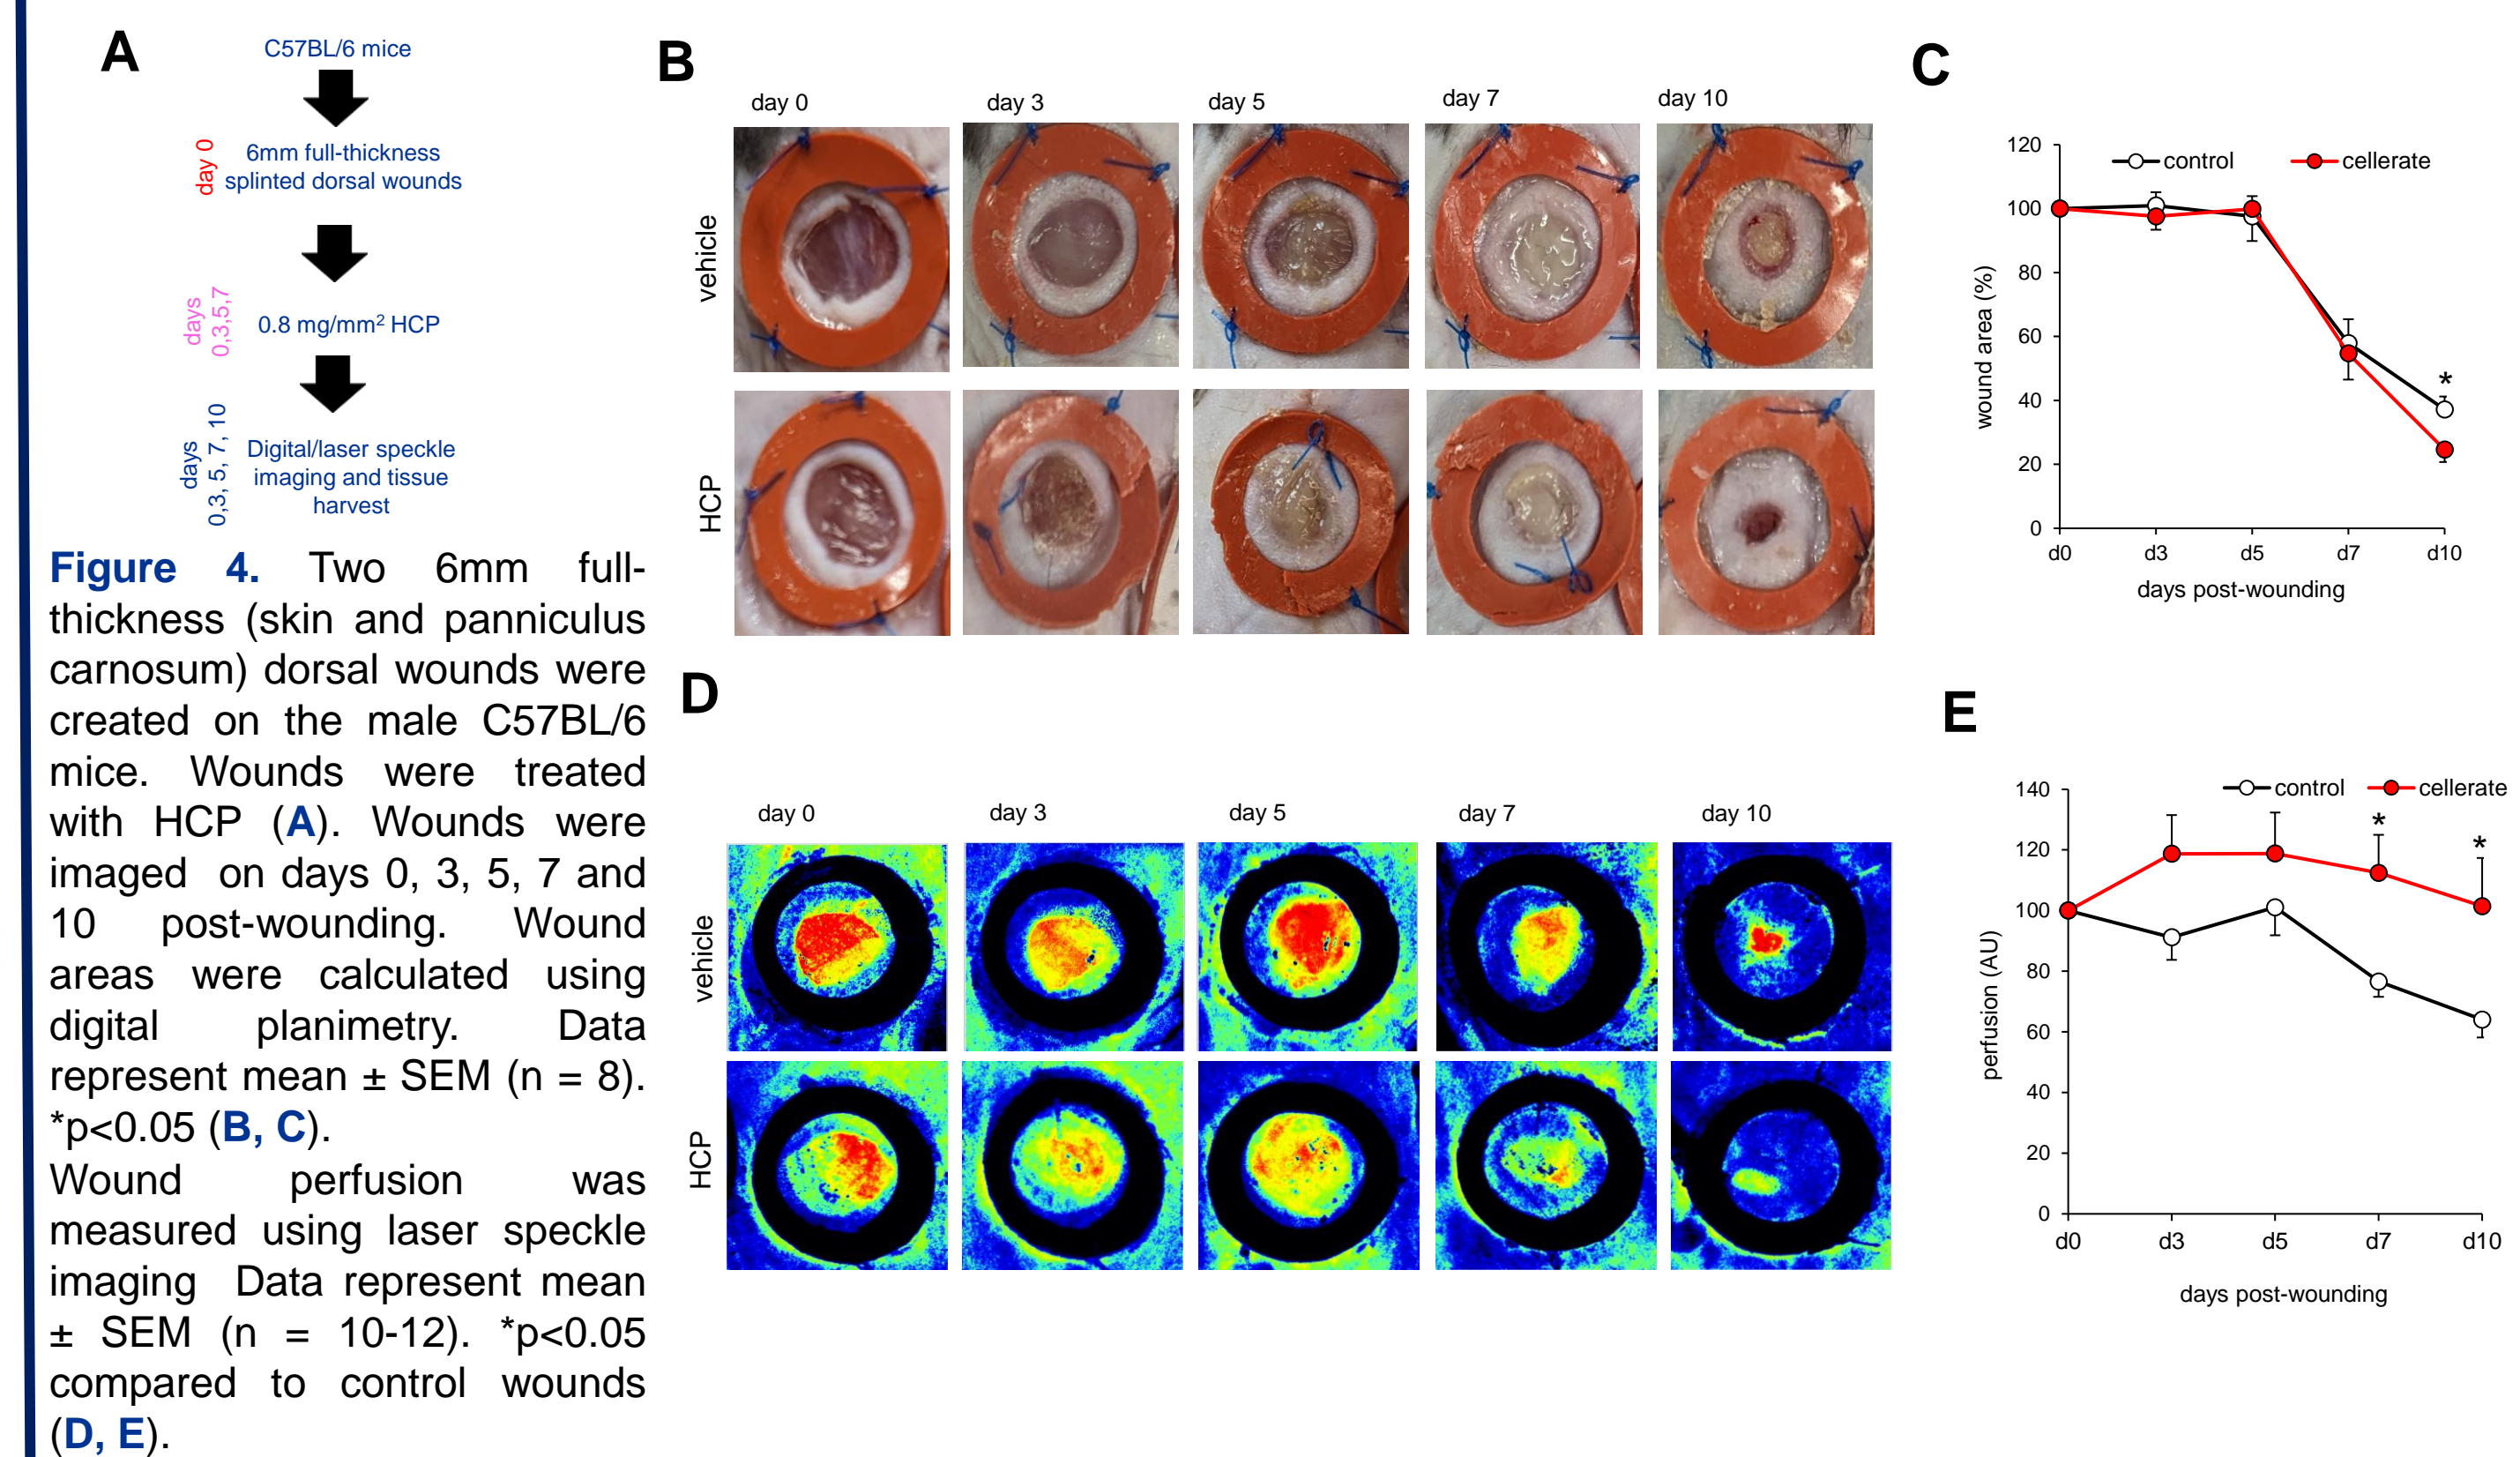 A
C57BL/6 mice
day 0
6mm full-thickness
splinted dorsal wounds
days
0,3,5,7
0.8 mg/mm² HCP
days
0,3, 5, 7, 10
Digital/laser speckle
imaging and tissue
harvest
Figure 4. Two 6mm full-
thickness (skin and panniculus
carnosum) dorsal wounds were
created on the male C57BL/6
mice. Wounds were treated
with HCP (A). Wounds were
imaged on days 0, 3, 5, 7 and
10 post-wounding. Wound
areas were calculated using
digital planimetry. Data
represent mean ± SEM (n = 8).
*p<0.05 (B, C).
Wound perfusion was
measured using laser speckle
imaging Data represent mean
± SEM (n = 10-12). *p<0.05
compared to control wounds
(D, E).
B
day 0
day 3
day 5
day 7
day 10
vehicle
HCP
C
control
cellerate
wound area (%)
120
100
80
60
40
20
0
*
d0
d3
d5
d7
d10
days post-wounding
D
day 0
day 3
day 5
day 7
day 10
vehicle
HCP
E
control
cellerate
perfusion (AU)
140
120
100
80
60
40
20
0
*
*
d0
d3
d5
d7
d10
days post-wounding